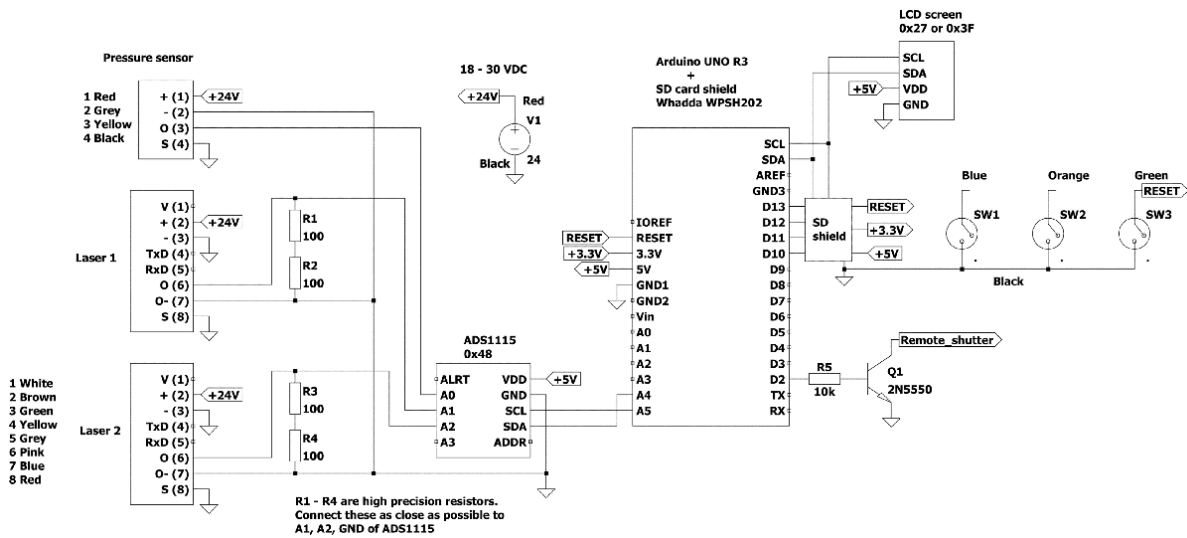 Pressure sensor
1 Red
2 Grey
3 Yellow
4 Black
+ (1)
- (2)
O (3)
S (4)
+24V
18 - 30 VDC
+24V
Red
V1
24
Black
Arduino UNO R3
+
SD card shield
Whadda WPSH202
LCD screen
0x27 or 0x3F
SCL
SDA
VDD
GND
+5V
Laser 1
V (1)
+ (2)
- (3)
TxD (4)
RxD (5)
O (6)
O- (7)
S (8)
+24V
R1
100
R2
100
Laser 2
1 White
2 Brown
3 Green
4 Yellow
5 Grey
6 Pink
7 Blue
8 Red
V (1)
+ (2)
- (3)
TxD (4)
RxD (5)
O (6)
O- (7)
S (8)
+24V
R3
100
R4
100
R1 - R4 are high precision resistors.
Connect these as close as possible to
A1, A2, GND of ADS1115
ADS1115
0x48
ALRT
A0
A1
A2
A3
VDD
GND
SCL
SDA
ADDR
+5V
RESET
+3.3V
+5V
IOREF
RESET
3.3V
5V
GND1
GND2
Vin
A0
A1
A2
A3
A4
A5
SCL
SDA
AREF
GND3
D13
D12
D11
D10
D9
D8
D7
D6
D5
D4
D3
D2
TX
RX
SD
shield
RESET
+3.3V
+5V
Blue
SW1
Orange
SW2
Green
RESET
SW3
Black
R5
10k
Q1
2N5550
Remote_shutter